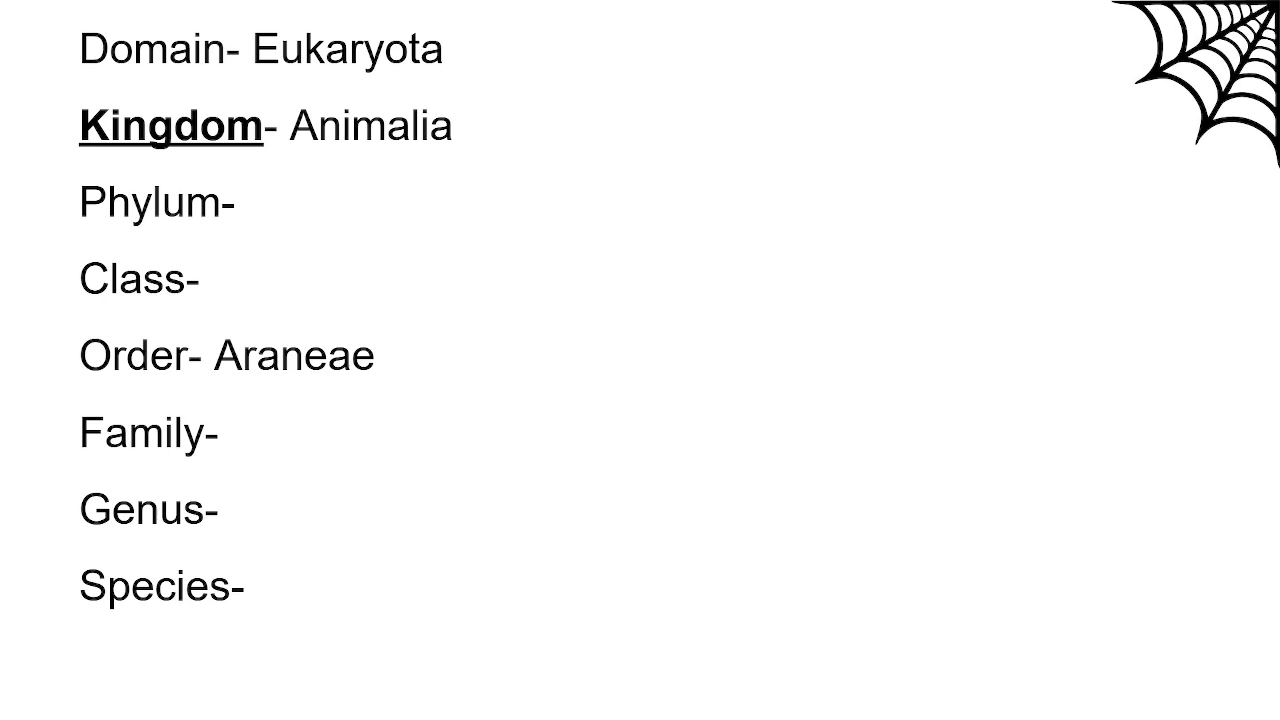 Domain- Eukaryota
Kingdom- Animalia
Phylum-
Class-
Order- Araneae
Family-
Genus-
Species-